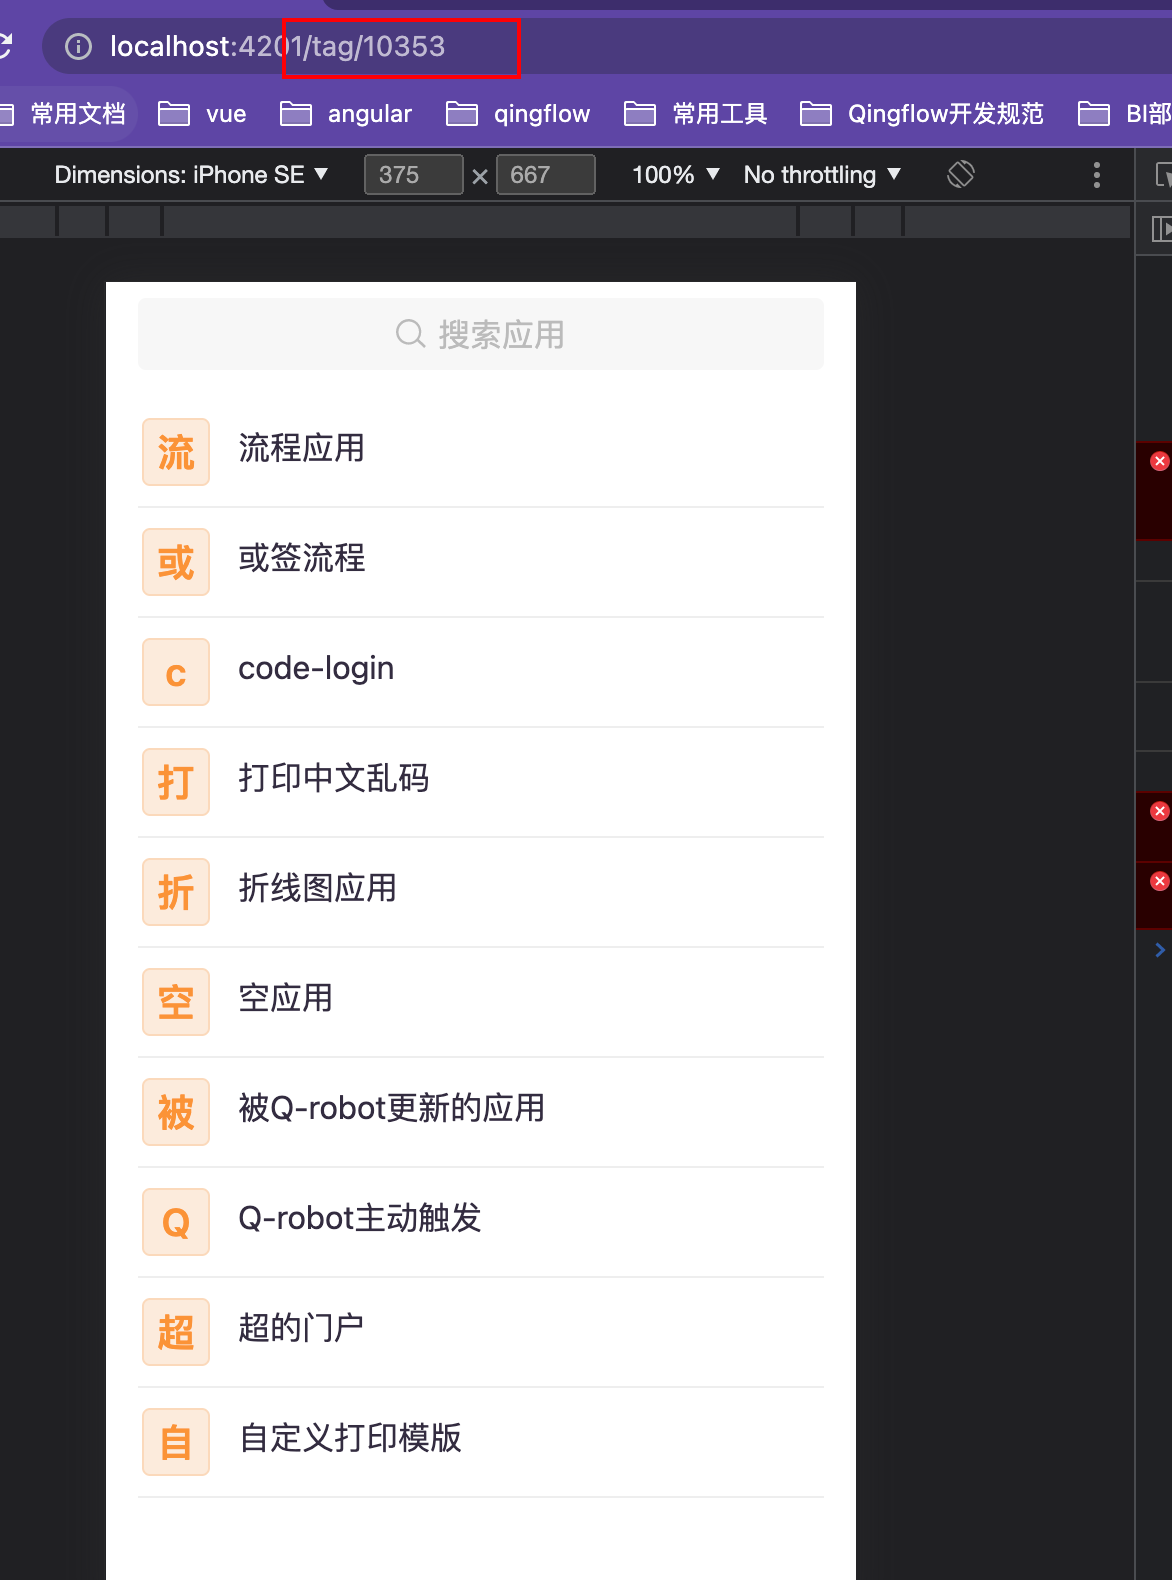 localhost:4201/tag/10353
常用文档 vue angular qingflow 常用工具 Qingflow开发规范 BI部
Dimensions: iPhone SE ▼ 375 × 667 100% ▼ No throttling ▼
搜索应用
流 流程应用
或 或签流程
c code-login
打 打印中文乱码
折 折线图应用
空 空应用
被 被Q-robot更新的应用
Q Q-robot主动触发
超 超的门户
自 自定义打印模版